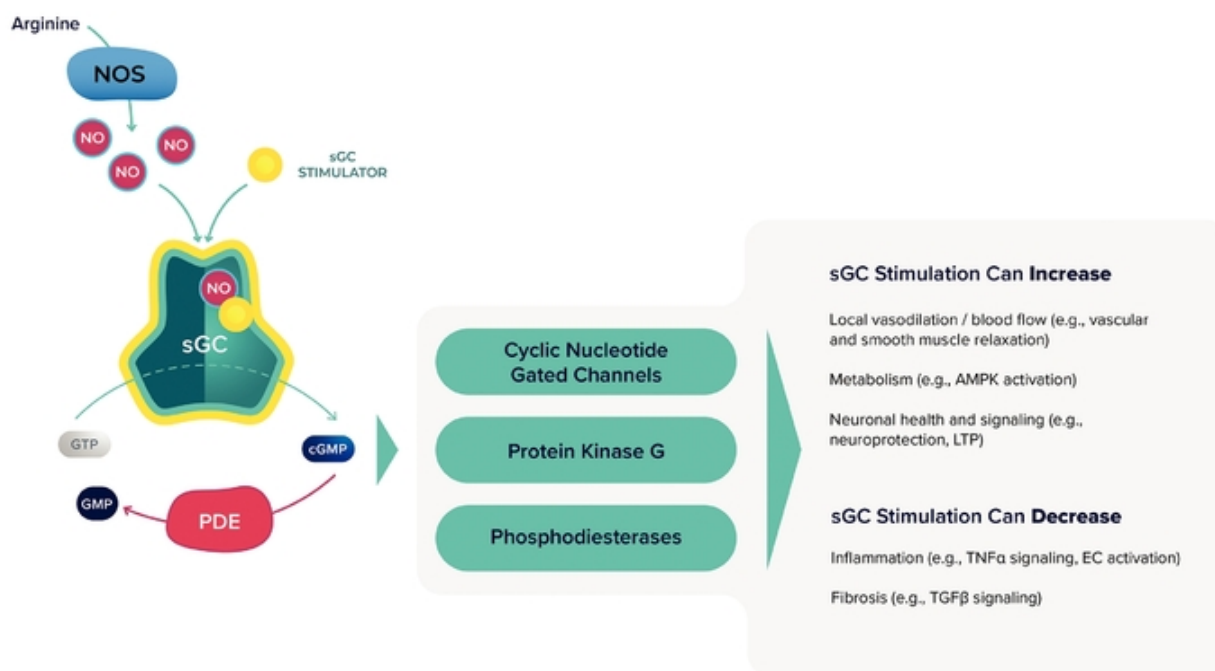 Arginine
NOS
NO
NO
NO
sGC
STIMULATOR
NO
sGC
GTP
cGMP
GMP
PDE
Cyclic Nucleotide
Gated Channels
Protein Kinase G
Phosphodiesterases
sGC Stimulation Can Increase
Local vasodilation / blood flow (e.g., vascular
and smooth muscle relaxation)
Metabolism (e.g., AMPK activation)
Neuronal health and signaling (e.g.,
neuroprotection, LTP)
sGC Stimulation Can Decrease
Inflammation (e.g., TNFα signaling, EC activation)
Fibrosis (e.g., TGFβ signaling)